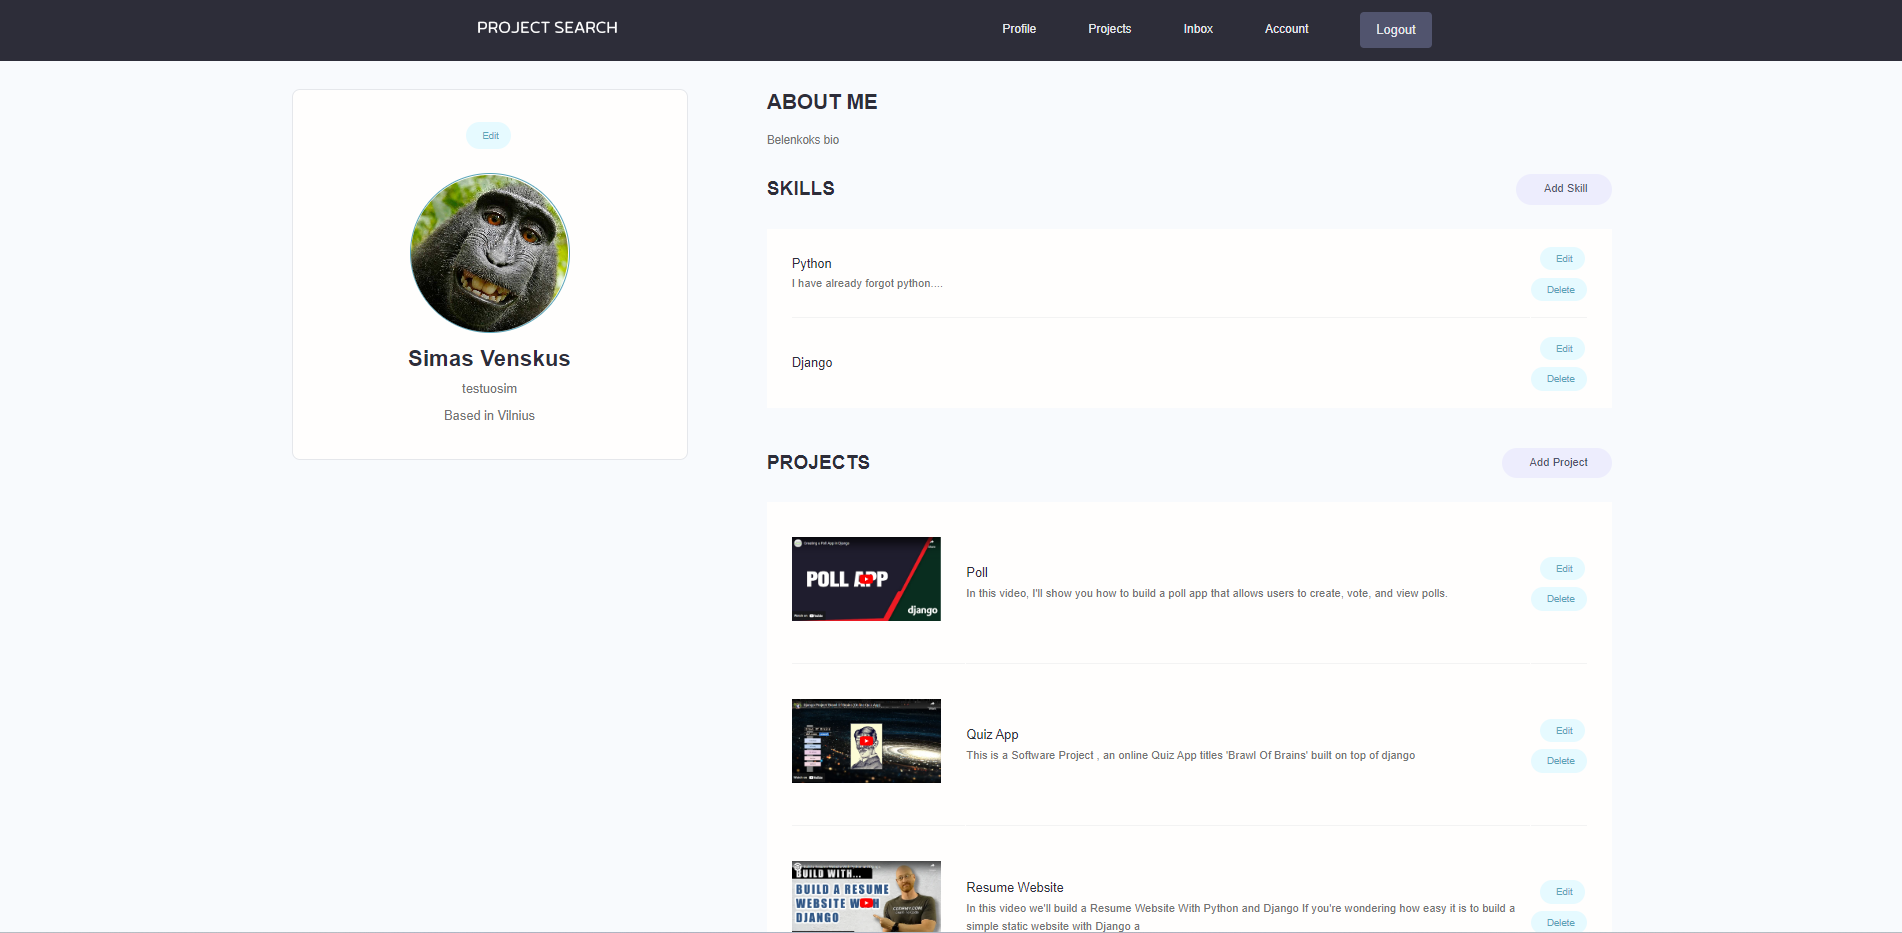 PROJECT SEARCH
Profile
Projects
Inbox
Account
Logout
Edit
Simas Venskus
testuosim
Based in Vilnius
ABOUT ME
Belenkoks bio
SKILLS
Add Skill
Python
I have already forgot python....
Edit
Delete
Django
Edit
Delete
PROJECTS
Add Project
Creating a Poll App in Django
POLL APP
django
Poll
In this video, I'll show you how to build a poll app that allows users to create, vote, and view polls.
Edit
Delete
Quiz App
This is a Software Project , an online Quiz App titles 'Brawl Of Brains' built on top of django
Edit
Delete
BUILD WITH...
BUILD A RESUME
WEBSITE WITH
DJANGO
Resume Website
In this video we'll build a Resume Website With Python and Django If you're wondering how easy it is to build a
simple static website with Django a
Edit
Delete